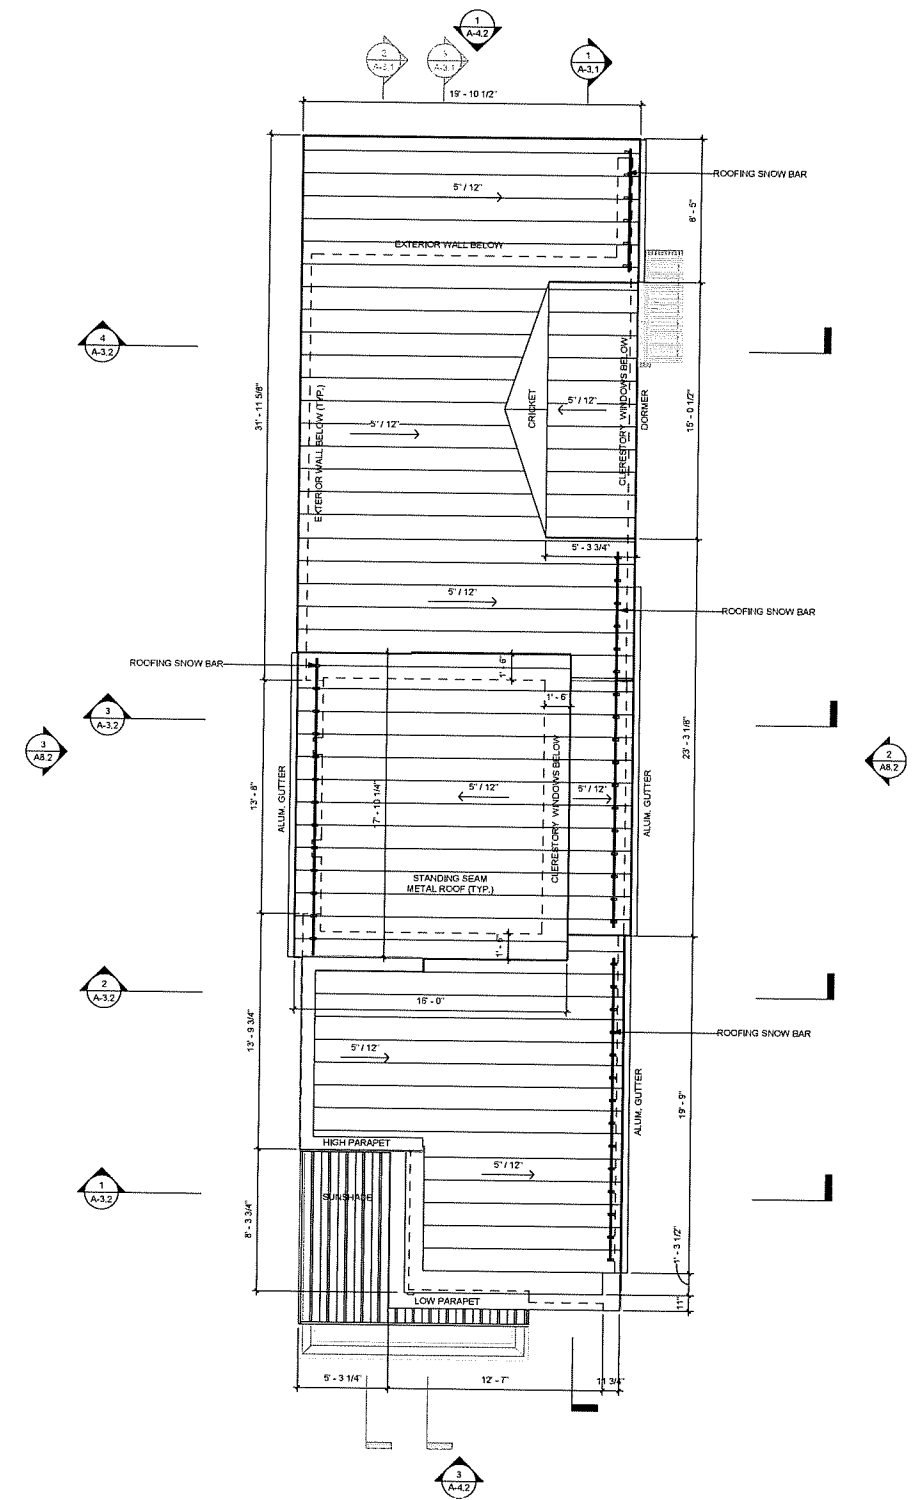 1
A-4.2
2
A-3.1
3
A-3.1
1
A-3.1
19' - 10 1/2"
ROOFING SNOW BAR
5" / 12"
EXTERIOR WALL BELOW
4
A-3.2
31' - 11 5/8"
EXTERIOR WALL BELOW (TYP.)
5" / 12"
CRICKET
5" / 12"
CLERESTORY WINDOWS BELOW
DORMER
15' - 0 1/2"
5' - 3 3/4"
5" / 12"
ROOFING SNOW BAR
ROOFING SNOW BAR
1' - 6"
1' - 6"
3
A-3.2
3
A8.2
2
A8.2
23' - 3 1/8"
13' - 8"
ALUM. GUTTER
5" / 12"
5" / 12"
CLERESTORY WINDOWS BELOW
ALUM. GUTTER
STANDING SEAM
METAL ROOF (TYP.)
1' - 6"
2
A-3.2
16' - 0"
13' - 9 3/4"
5" / 12"
ROOFING SNOW BAR
ALUM. GUTTER
19' - 9"
HIGH PARAPET
5" / 12"
1
A-3.2
SUNSHADE
8' - 3 3/4"
1' - 3 1/2"
LOW PARAPET
11"
5' - 3 1/4"
12' - 7"
11 3/4"
3
A-4.2